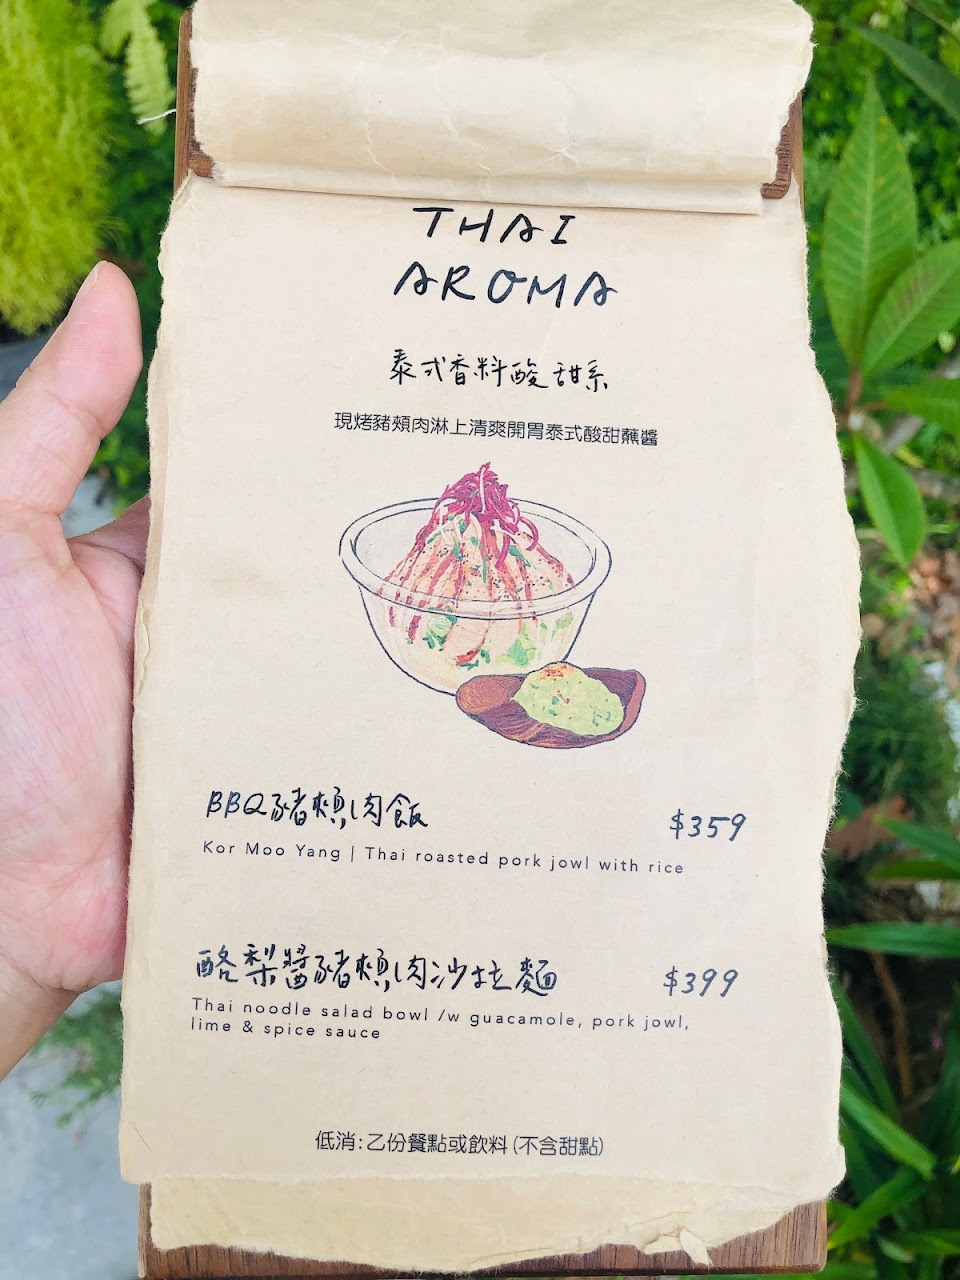 THAI
AROMA
泰式香料酸甜系
現烤豬頰肉淋上清爽開胃泰式酸甜蘸醬
BBQ豬頰肉飯 $359
Kor Moo Yang | Thai roasted pork jowl with rice
酪梨醬豬頰肉沙拉麵 $399
Thai noodle salad bowl /w guacamole, pork jowl,
lime & spice sauce
低消:乙份餐點或飲料(不含甜點)